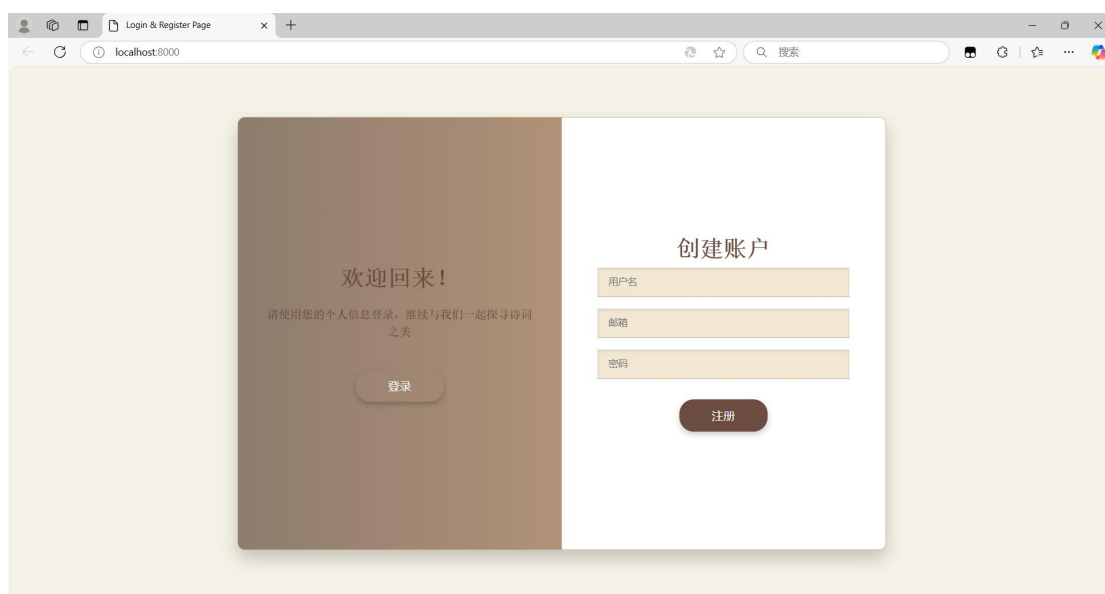 Login & Register Page
localhost:8000
搜索
欢迎回来！
请使用您的个人信息登录，继续与我们一起探寻诗词
之美
登录
创建账户
用户名
邮箱
密码
注册